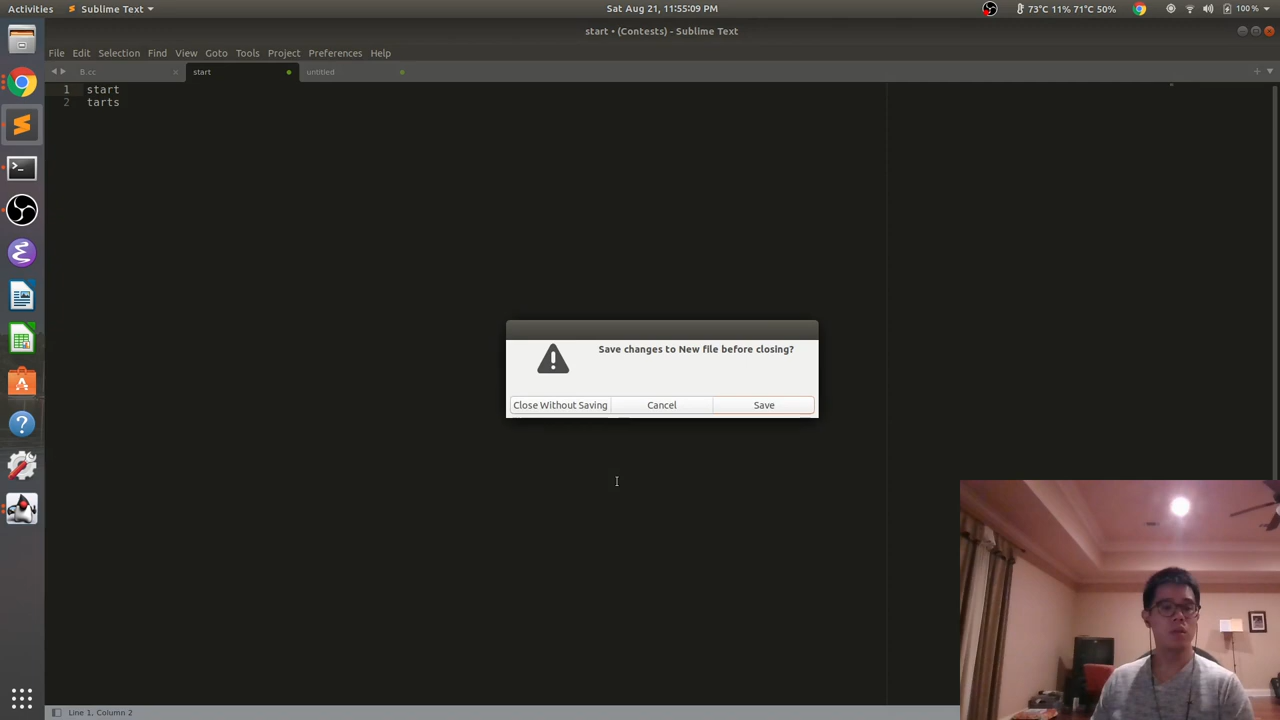 Activities
Sublime Text
Sat Aug 21, 11:55:09 PM
73°C 11% 71°C 50%
100 %
start • (Contests) - Sublime Text
File Edit Selection Find View Goto Tools Project Preferences Help
B.cc
start
untitled
1 start
2 tarts
Save changes to New file before closing?
Close Without Saving
Cancel
Save
Line 1, Column 2